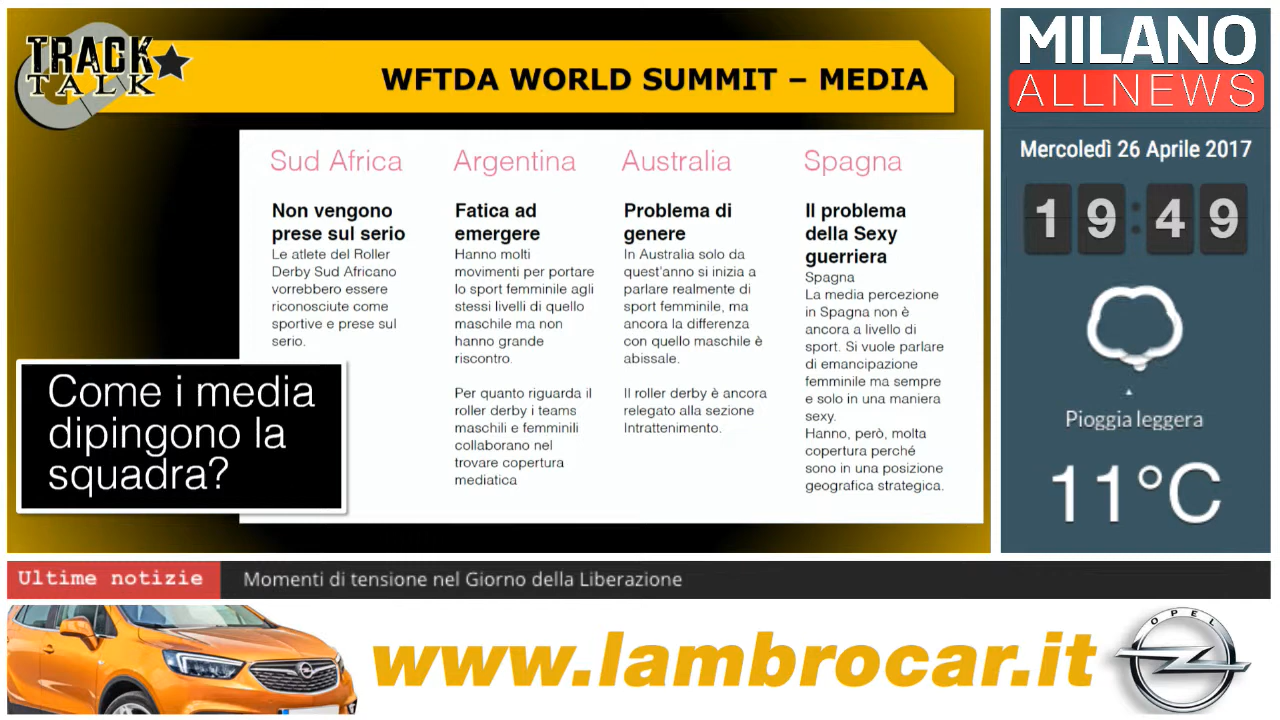 TRACK
TALK
WFTDA WORLD SUMMIT – MEDIA
Sud Africa
Non vengono
prese sul serio
Le atlete del Roller
Derby Sud Africano
vorrebbero essere
riconosciute come
sportive e prese sul
serio.
Argentina
Fatica ad
emergere
Hanno molti
movimenti per portare
lo sport femminile agli
stessi livelli di quello
maschile ma non
hanno grande
riscontro.
Per quanto riguarda il
roller derby i teams
maschili e femminili
collaborano nel
trovare copertura
mediatica
Australia
Problema di
genere
In Australia solo da
quest'anno si inizia a
parlare realmente di
sport femminile, ma
ancora la differenza
con quello maschile è
abissale.
Il roller derby è ancora
relegato alla sezione
Intrattenimento.
Spagna
Il problema
della Sexy
guerriera
Spagna
La media percezione
in Spagna non è
ancora a livello di
sport. Si vuole parlare
di emancipazione
femminile ma sempre
e solo in una maniera
sexy.
Hanno, però, molta
copertura perché
sono in una posizione
geografica strategica.
Come i media
dipingono la
squadra?
MILANO
ALLNEWS
Mercoledì 26 Aprile 2017
19:49
Pioggia leggera
11°C
Ultime notizie
Momenti di tensione nel Giorno della Liberazione
www.lambrocar.it
OPEL